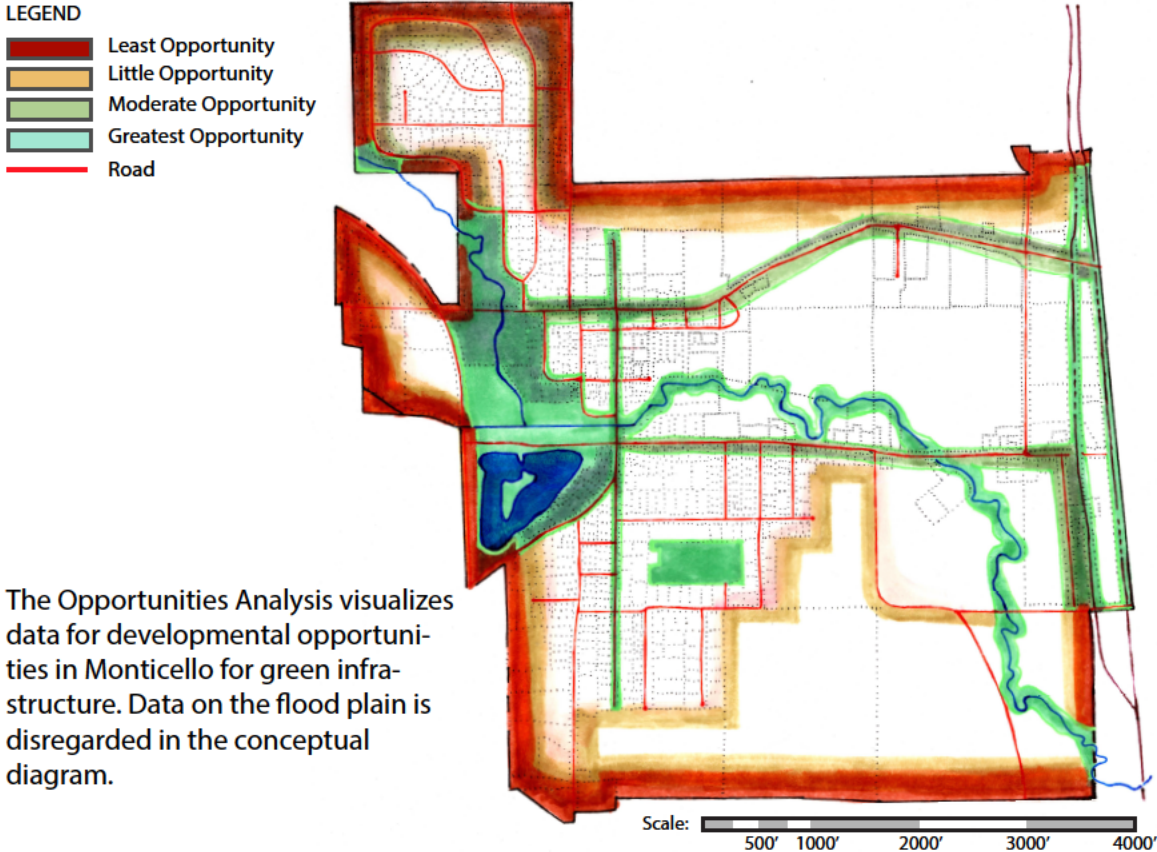 LEGEND
Least Opportunity
Little Opportunity
Moderate Opportunity
Greatest Opportunity
Road
The Opportunities Analysis visualizes
data for developmental opportuni-
ties in Monticello for green infra-
structure. Data on the flood plain is
disregarded in the conceptual
diagram.
Scale:
500' 1000' 2000' 3000' 4000'